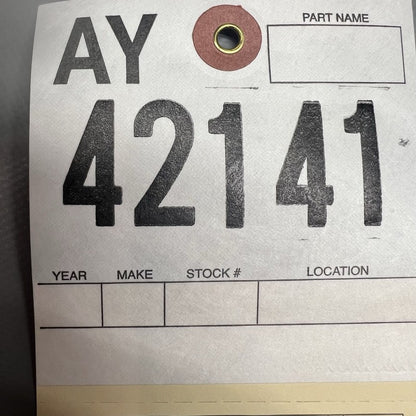 AY
PART NAME
42141
YEAR MAKE STOCK # LOCATION